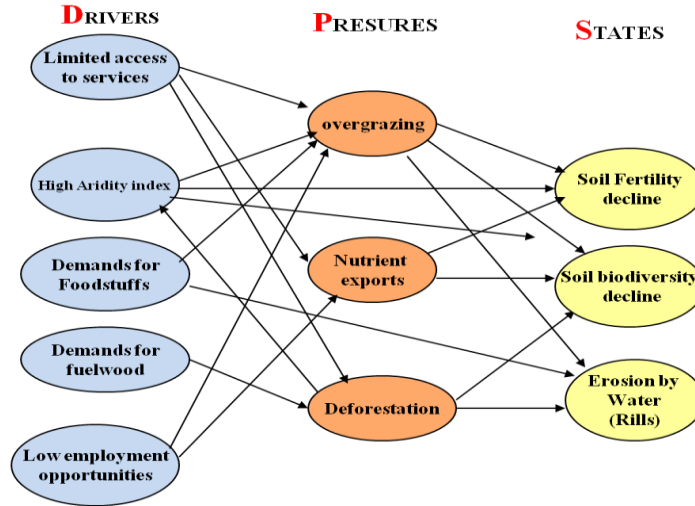 DRIVERS
PRESURES
STATES
Limited access
to services
overgrazing
High Aridity index
Soil Fertility
decline
Demands for
Foodstuffs
Nutrient
exports
Soil biodiversity
decline
Demands for
fuelwood
Deforestation
Erosion by
Water
(Rills)
Low employment
opportunities